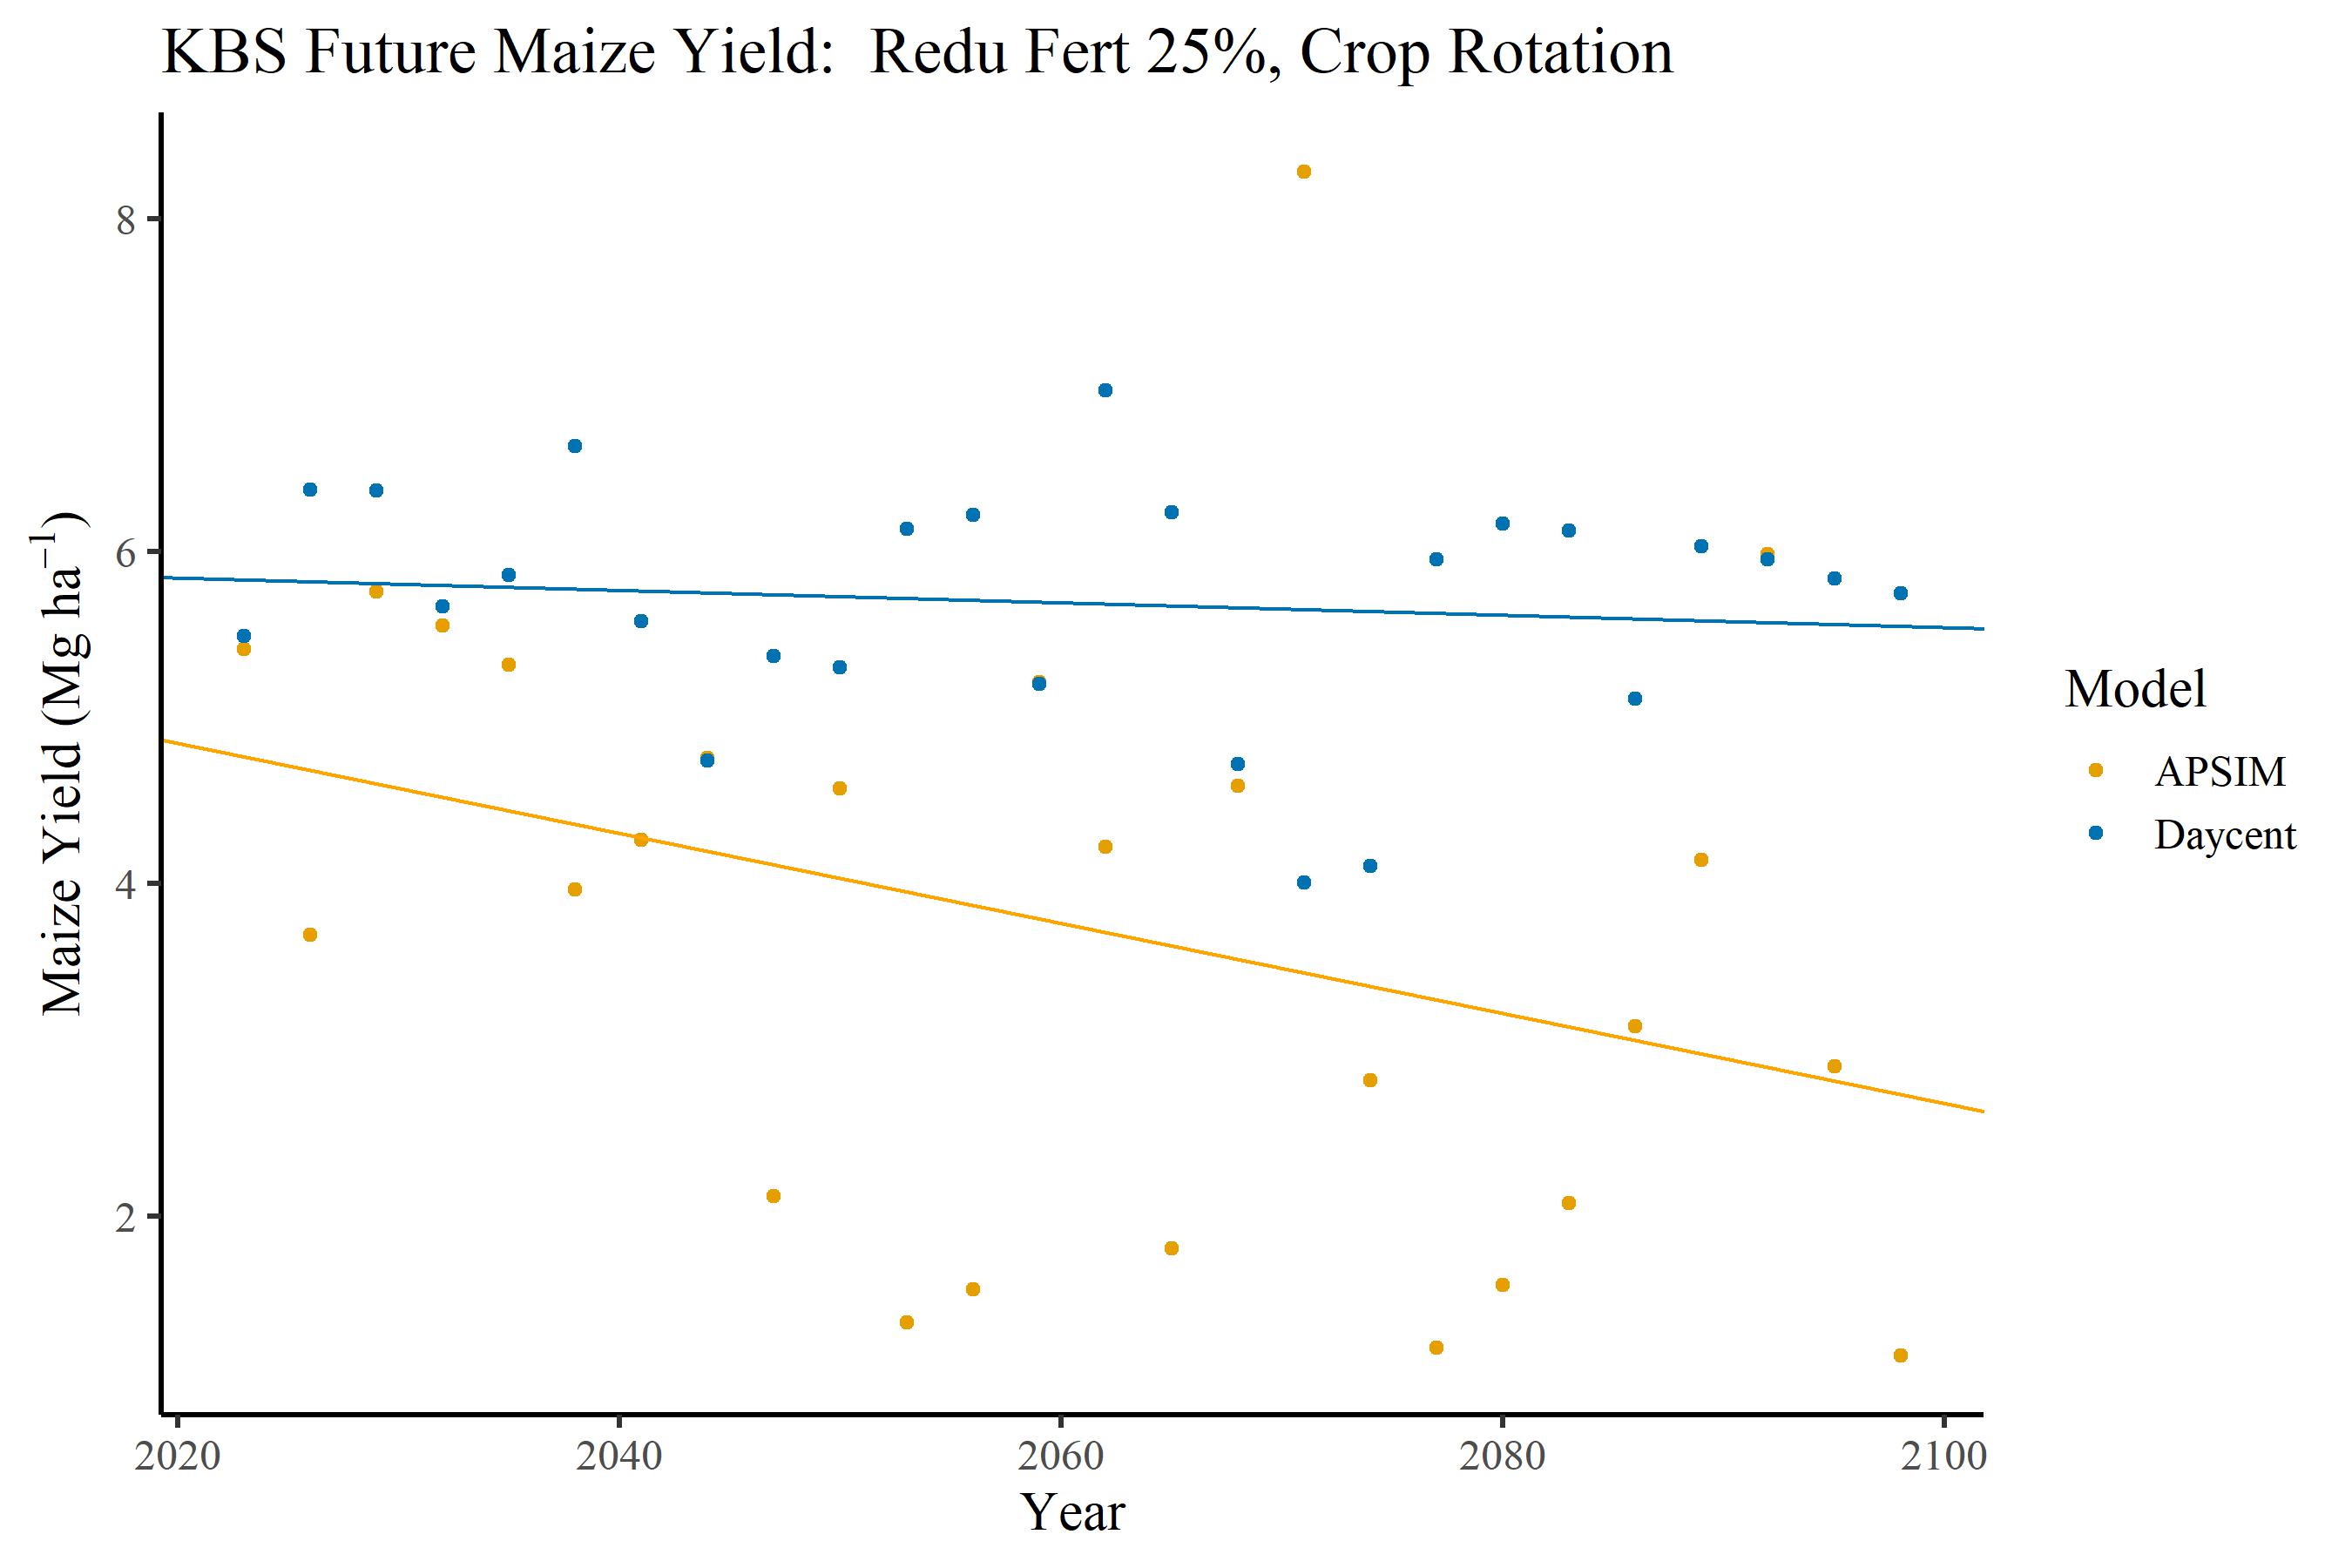 KBS Future Maize Yield:  Redu Fert 25%, Crop Rotation
Maize Yield (Mg ha⁻¹)
8
6
4
2
2020 2040 2060 2080 2100
Year
Model
APSIM
Daycent